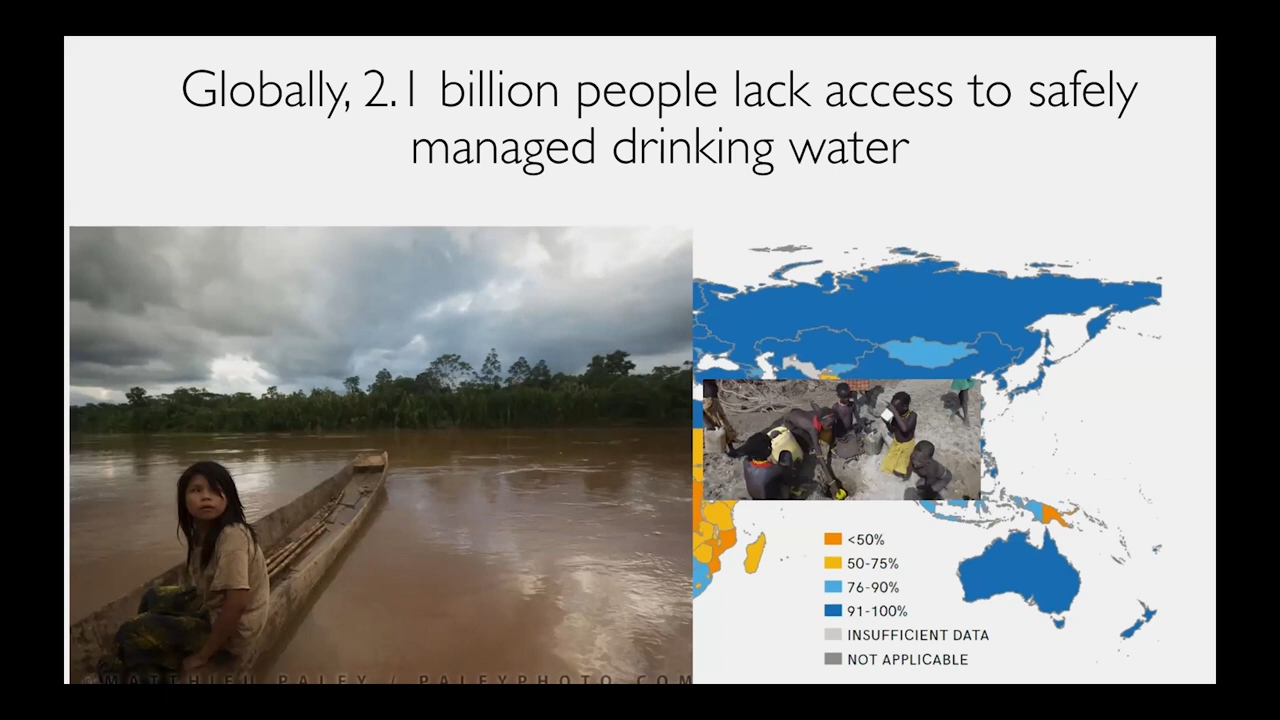 Globally, 2.1 billion people lack access to safely
managed drinking water
<50%
50-75%
76-90%
91-100%
INSUFFICIENT DATA
NOT APPLICABLE
© MATTHIEU PALEY / PALEYPHOTO.COM